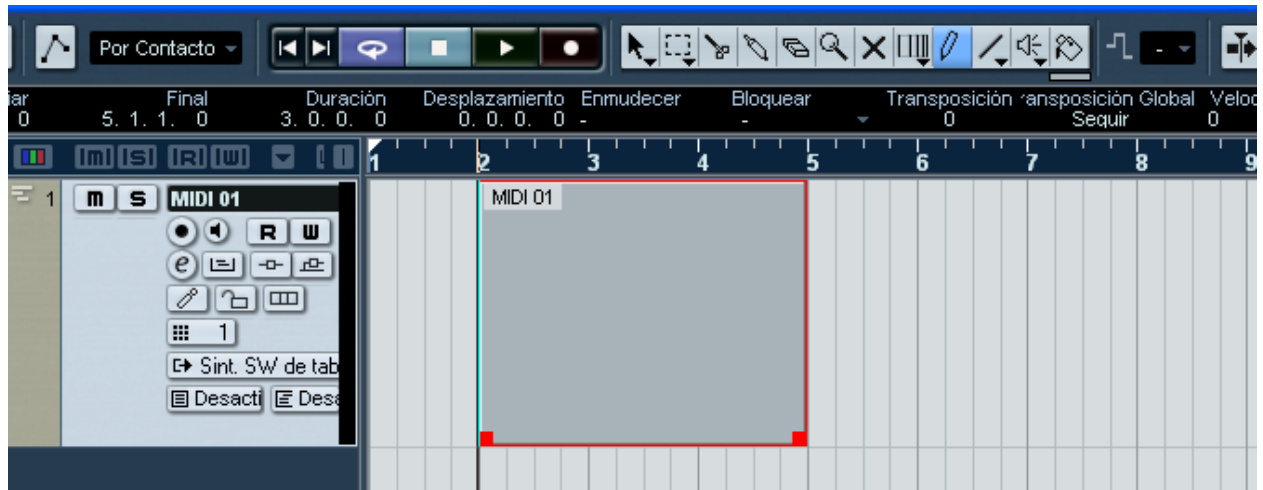 Por Contacto
iar Final Duración Desplazamiento Enmudecer Bloquear Transposición ansposición Global Veloc
0 5. 1. 1. 0 3. 0. 0. 0 0. 0. 0. 0 - - 0 Seguir 0
m S R W 1 2 3 4 5 6 7 8 9
1 m S MIDI 01 MIDI 01
R W
e
1
Sint. SW de tab
Desacti Desa